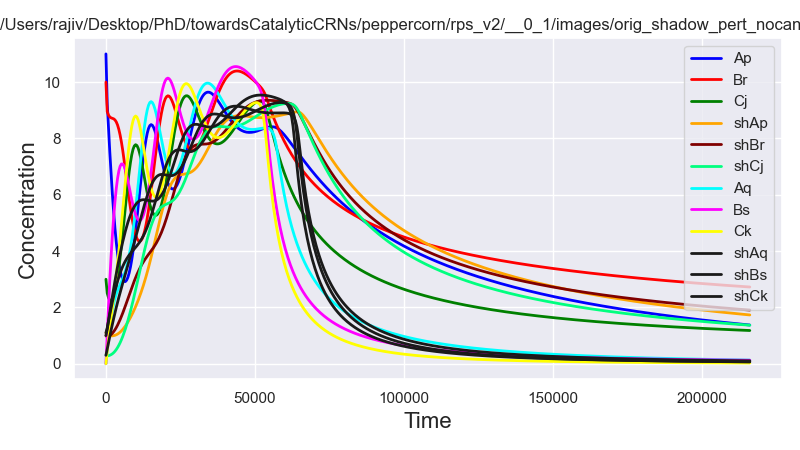 /Users/rajiv/Desktop/PhD/towardsCatalyticCRNs/peppercorn/rps_v2/__0_1/images/orig_shadow_pert_nocan
Concentration
10
8
6
4
2
0
0
50000
100000
150000
200000
Time
Ap
Br
Cj
shAp
shBr
shCj
Aq
Bs
Ck
shAq
shBs
shCk